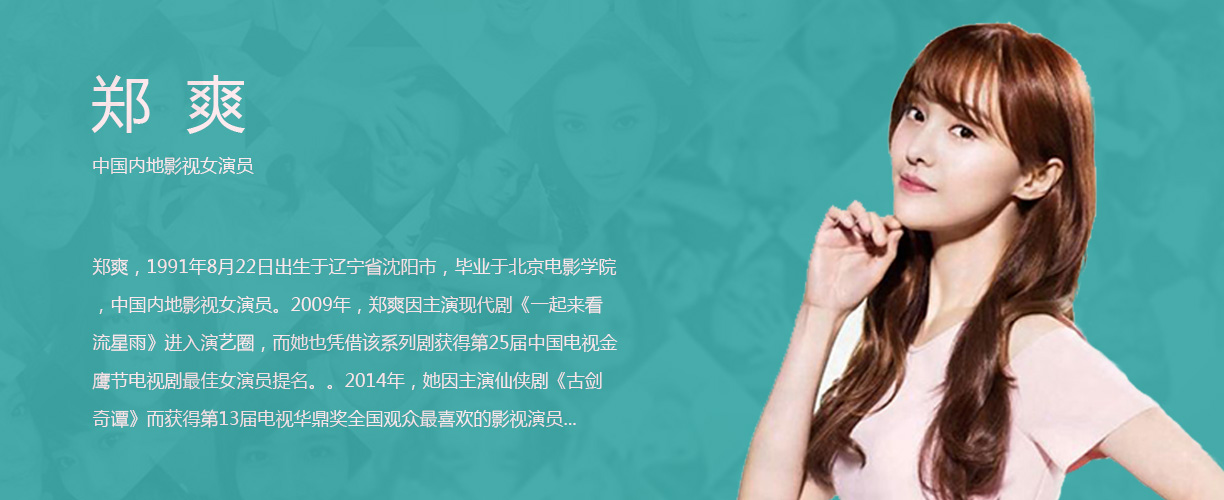 郑 爽
中国内地影视女演员
郑爽，1991年8月22日出生于辽宁省沈阳市，毕业于北京电影学院
，中国内地影视女演员。2009年，郑爽因主演现代剧《一起来看
流星雨》进入演艺圈，而她也凭借该系列剧获得第25届中国电视金
鹰节电视剧最佳女演员提名。。2014年，她因主演仙侠剧《古剑
奇谭》而获得第13届电视华鼎奖全国观众最喜欢的影视演员...